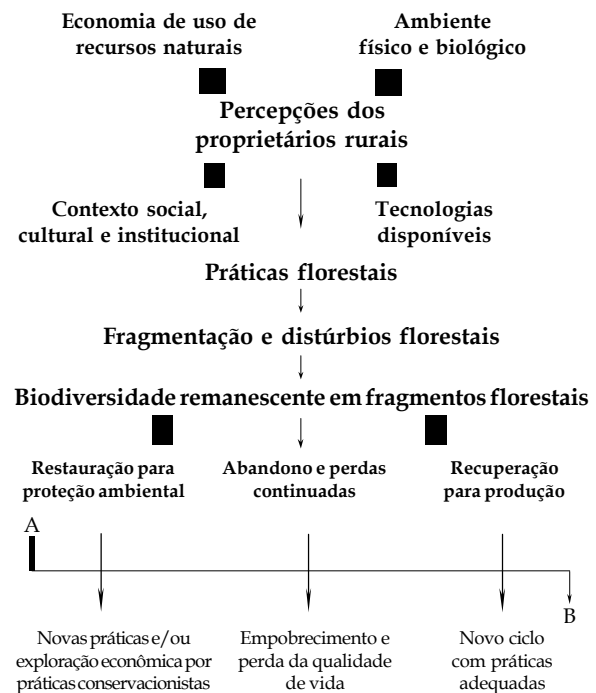 Economia de uso de
recursos naturais
Ambiente
físico e biológico
Percepções dos
proprietários rurais
Contexto social,
cultural e institucional
Tecnologias
disponíveis
Práticas florestais
Fragmentação e distúrbios florestais
Biodiversidade remanescente em fragmentos florestais
Restauração para
proteção ambiental
Abandono e perdas
continuadas
Recuperação
para produção
A
B
Novas práticas e/ou
exploração econômica por
práticas conservacionistas
Empobrecimento e
perda da qualidade
de vida
Novo ciclo
com práticas
adequadas